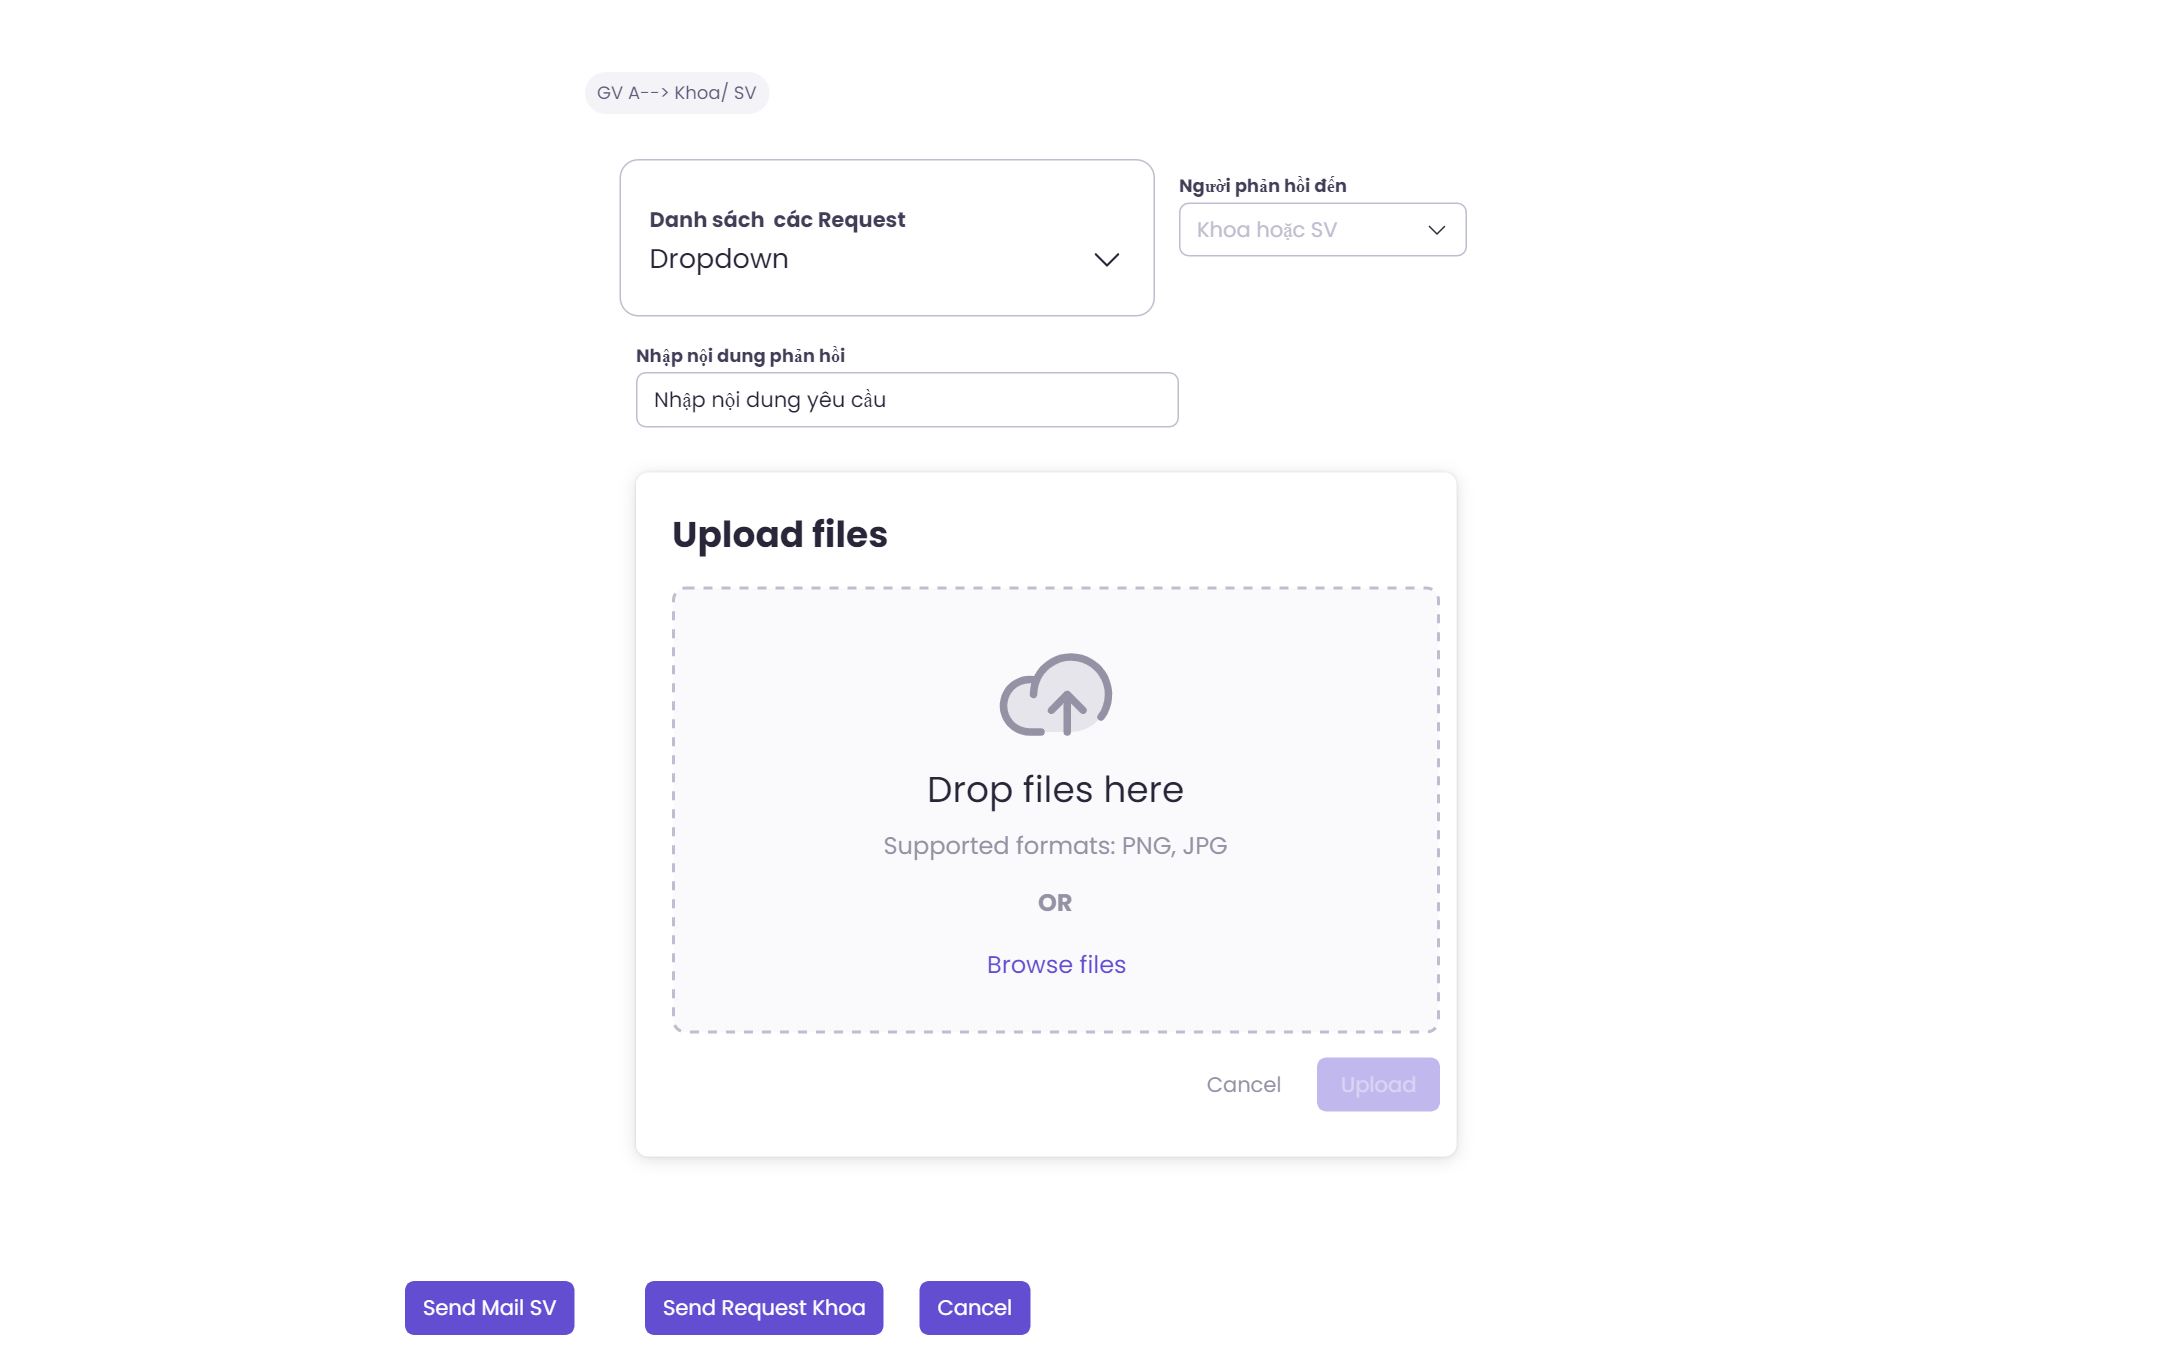 GV A--> Khoa/ SV
Danh sách  các Request
Dropdown
Người phản hồi đến
Khoa hoặc SV
Nhập nội dung phản hồi
Nhập nội dung yêu cầu
Upload files
Drop files here
Supported formats: PNG, JPG
OR
Browse files
Cancel
Upload
Send Mail SV
Send Request Khoa
Cancel